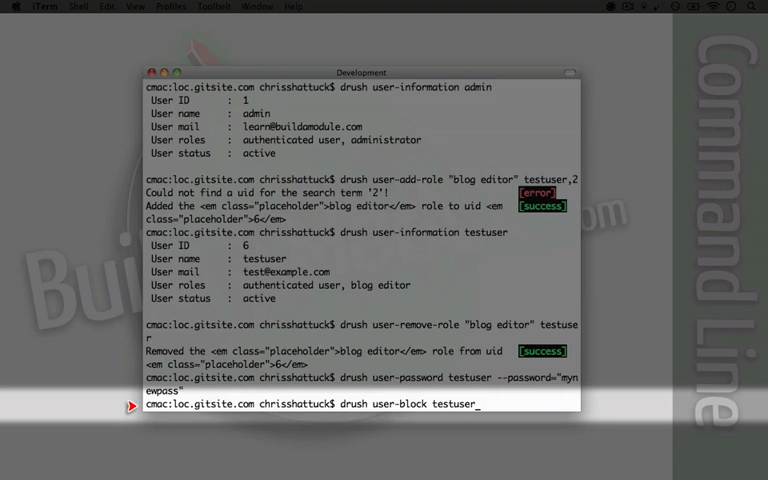 iTerm Shell Edit View Profiles Toolbelt Window Help
Development
cmac:loc.gitsite.com chrisshattuck$ drush user-information admin
User ID : 1
User name : admin
User mail : learn@buildamodule.com
User roles : authenticated user, administrator
User status : active
cmac:loc.gitsite.com chrisshattuck$ drush user-add-role "blog editor" testuser,2
Could not find a uid for the search term '2'! [error]
Added the <em class="placeholder">blog editor</em> role to uid <em [success]
class="placeholder">6</em>
cmac:loc.gitsite.com chrisshattuck$ drush user-information testuser
User ID : 6
User name : testuser
User mail : test@example.com
User roles : authenticated user, blog editor
User status : active
cmac:loc.gitsite.com chrisshattuck$ drush user-remove-role "blog editor" testuse
r
Removed the <em class="placeholder">blog editor</em> role from uid [success]
<em class="placeholder">6</em>
cmac:loc.gitsite.com chrisshattuck$ drush user-password testuser --password="myn
ewpass"
cmac:loc.gitsite.com chrisshattuck$ drush user-block testuser_
Command Line